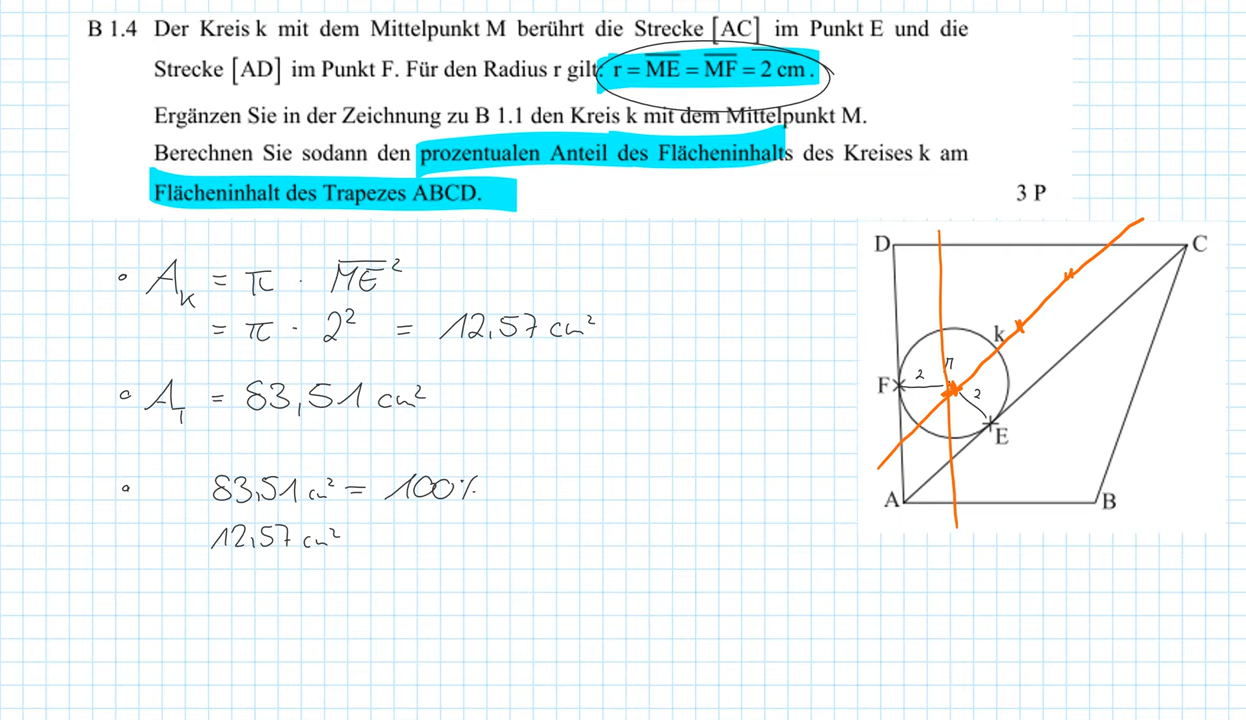 B 1.4 Der Kreis k mit dem Mittelpunkt M berührt die Strecke [AC] im Punkt E und die
Strecke [AD] im Punkt F. Für den Radius r gilt: r = ME = MF = 2 cm.
Ergänzen Sie in der Zeichnung zu B 1.1 den Kreis k mit dem Mittelpunkt M.
Berechnen Sie sodann den prozentualen Anteil des Flächeninhalts des Kreises k am
Flächeninhalt des Trapezes ABCD.
3 P
A_k = π · ME²
= π · 2² = 12,57 cm²
A_1 = 83,51 cm²
83,51 cm² = 100%
12,57 cm²
D C
k
F 2 M
2
E
A B